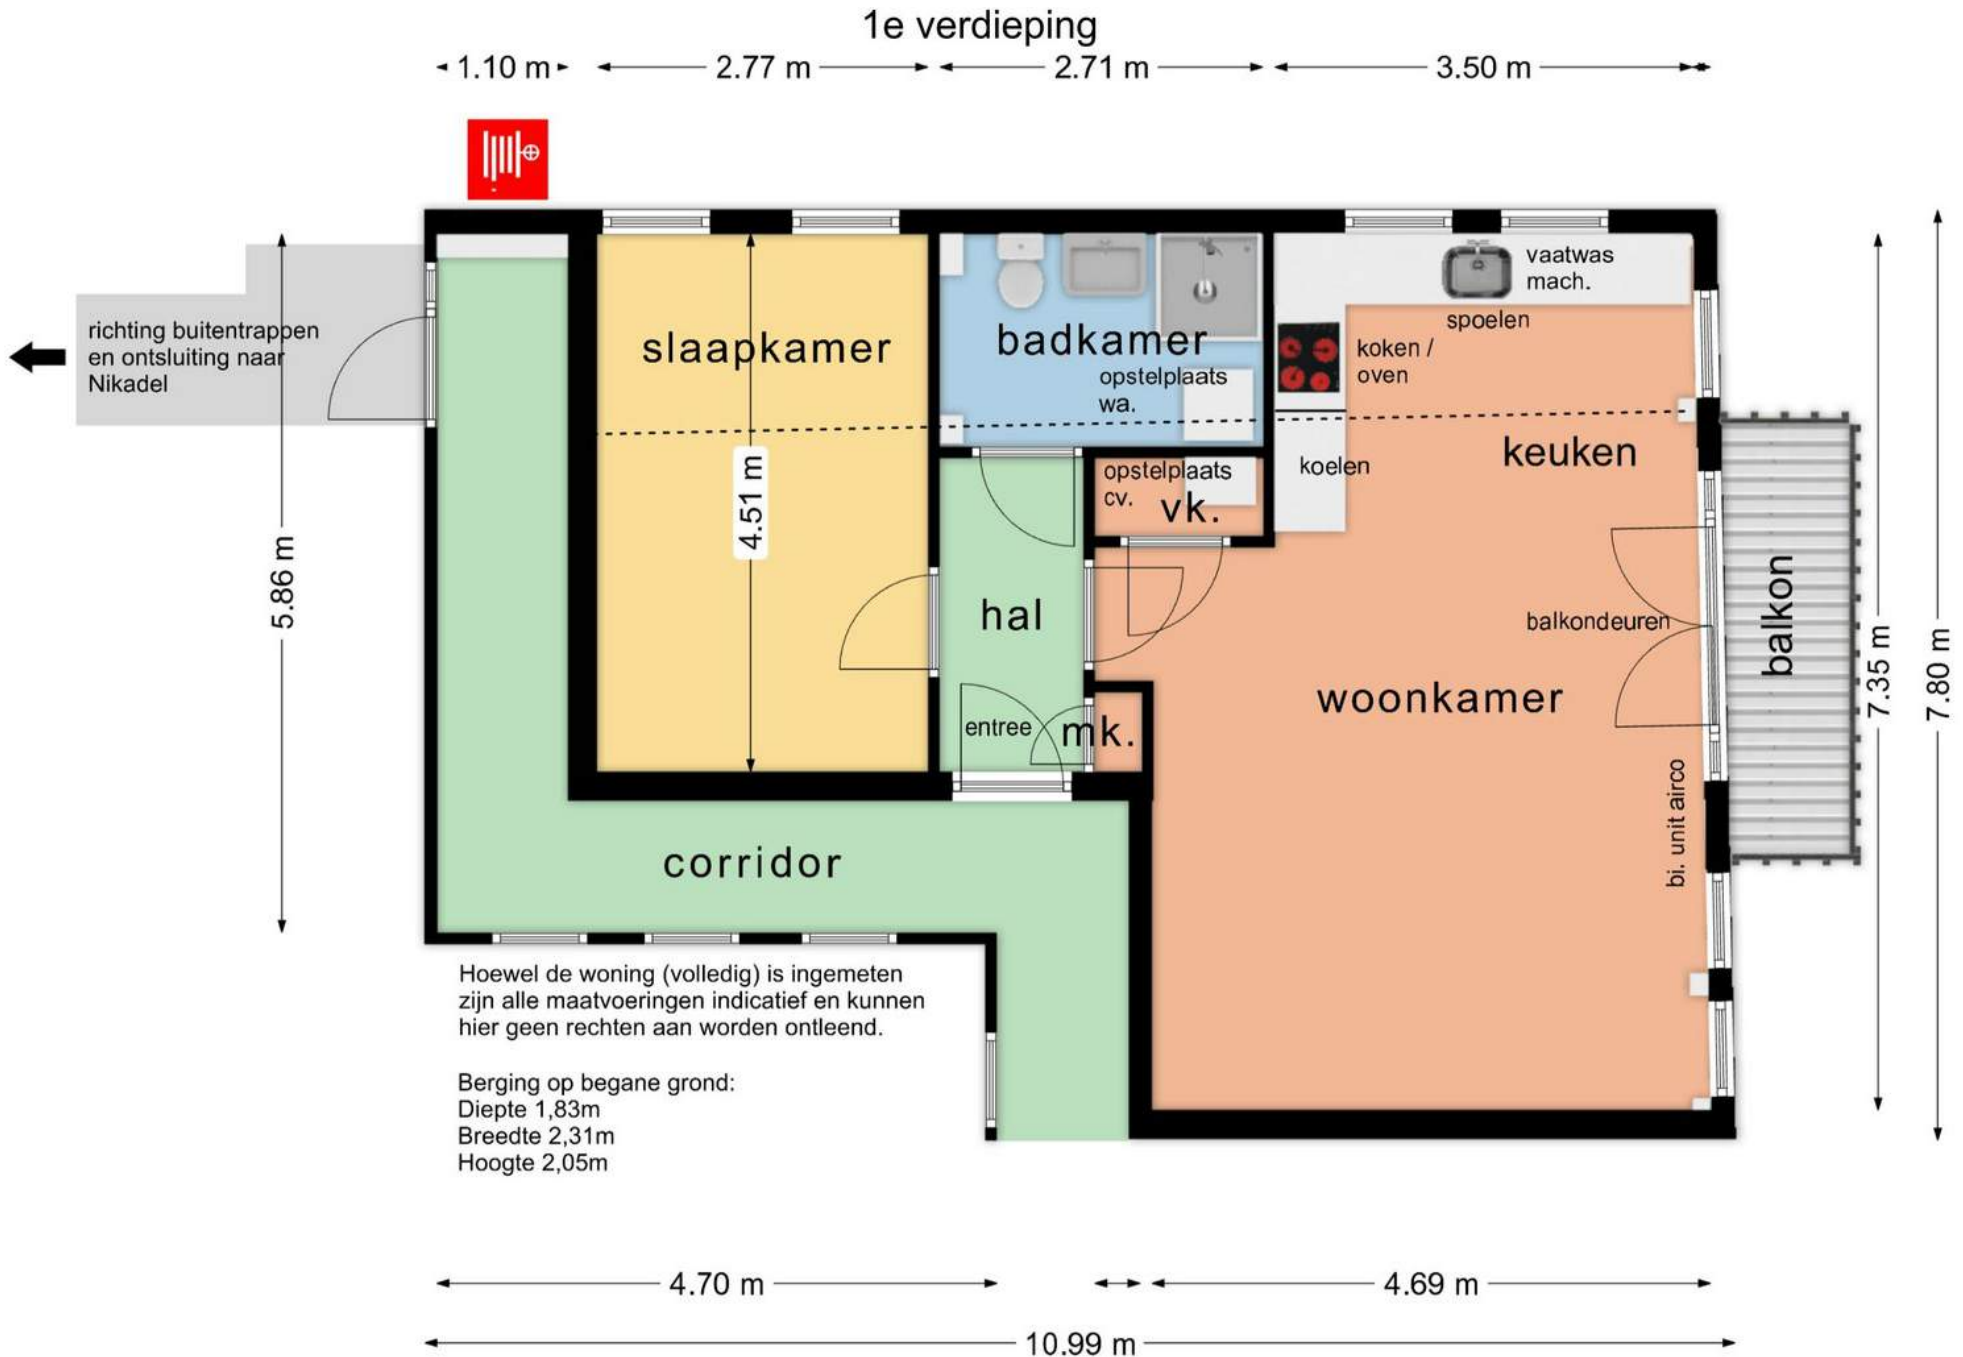 1e verdieping
1.10 m
2.77 m
2.71 m
3.50 m
richting buitentrappen
en ontsluiting naar
Nikadel
5.86 m
slaapkamer
4.51 m
badkamer
opstelplaats
wa.
vaatwas
mach.
spoelen
koken /
oven
koelen
keuken
opstelplaats
cv.
vk.
hal
entree
mk.
woonkamer
balkondeuren
balkon
bi. unit airco
7.35 m
7.80 m
corridor
Hoewel de woning (volledig) is ingemeten
zijn alle maatvoeringen indicatief en kunnen
hier geen rechten aan worden ontleend.
Berging op begane grond:
Diepte 1,83m
Breedte 2,31m
Hoogte 2,05m
4.70 m
4.69 m
10.99 m